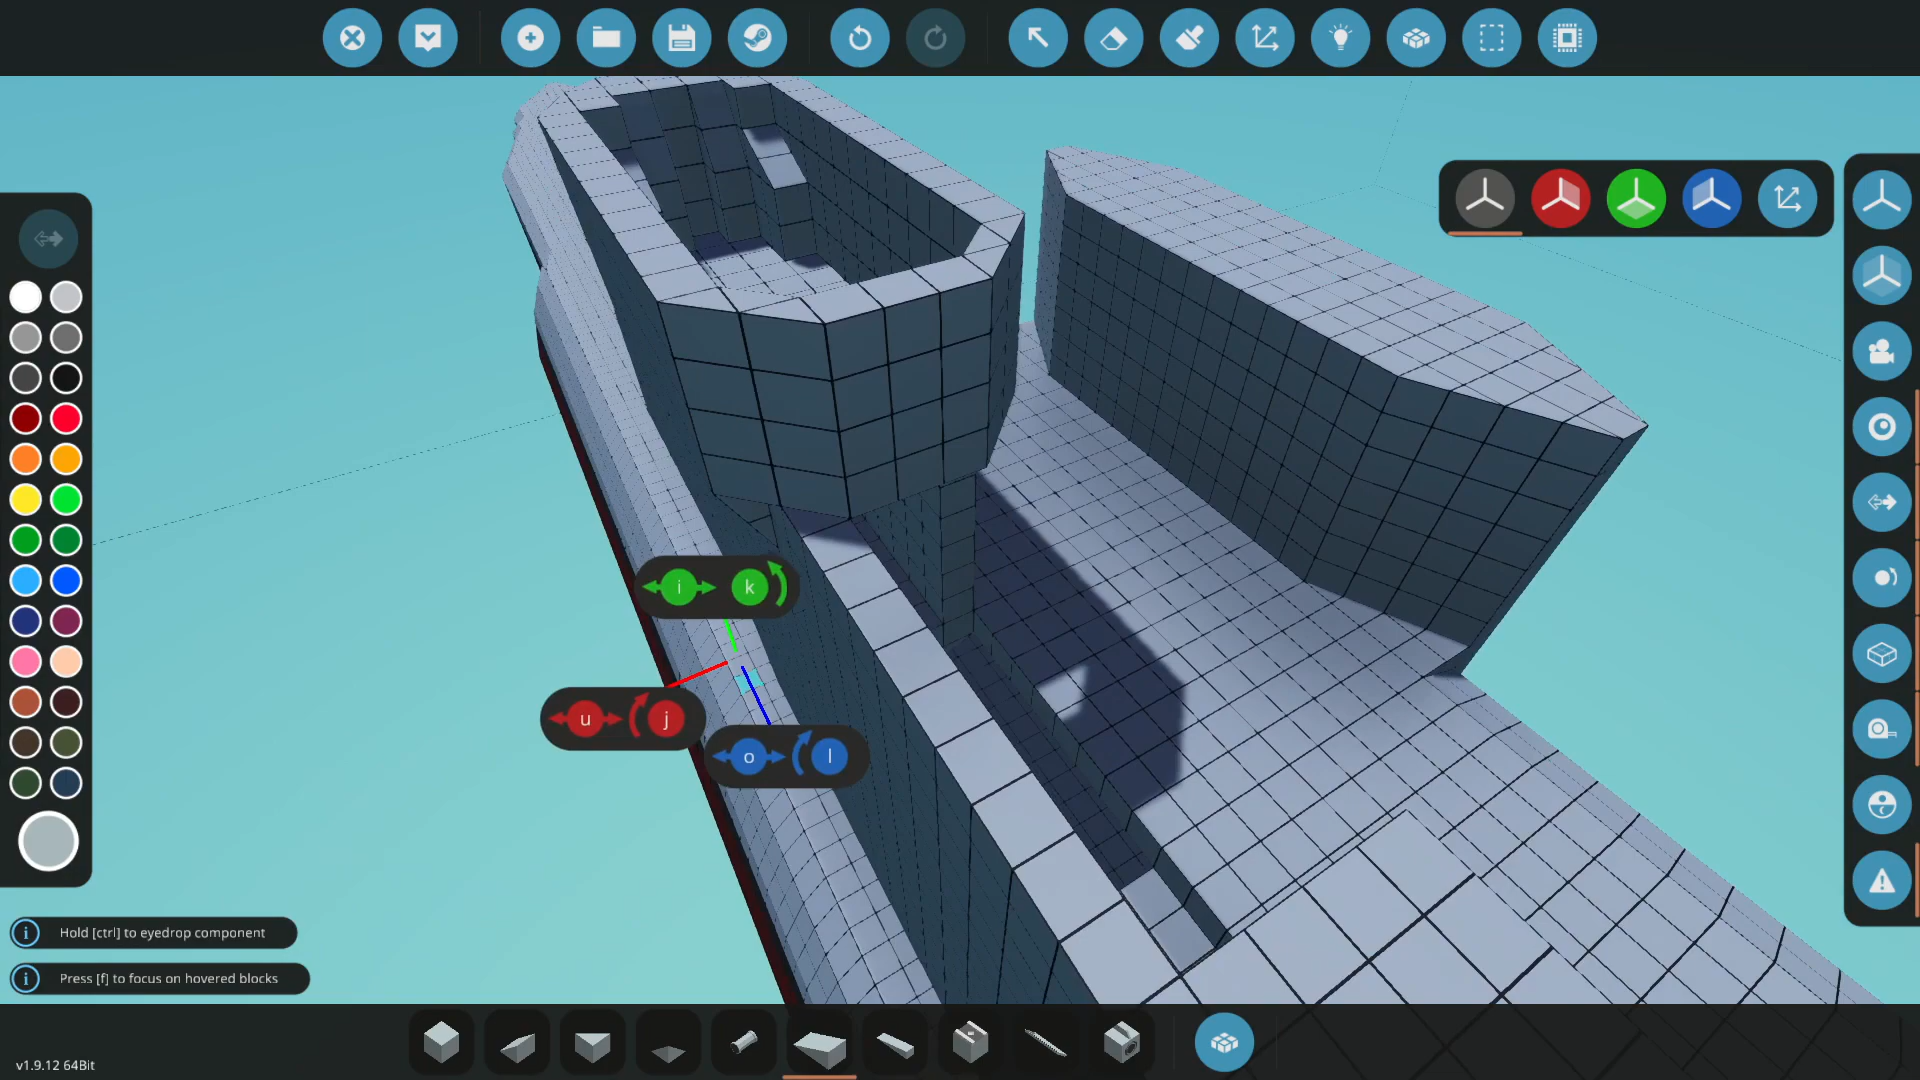 i k
u j
o l
Hold [ctrl] to eyedrop component
Press [f] to focus on hovered blocks
v1.9.12 64Bit